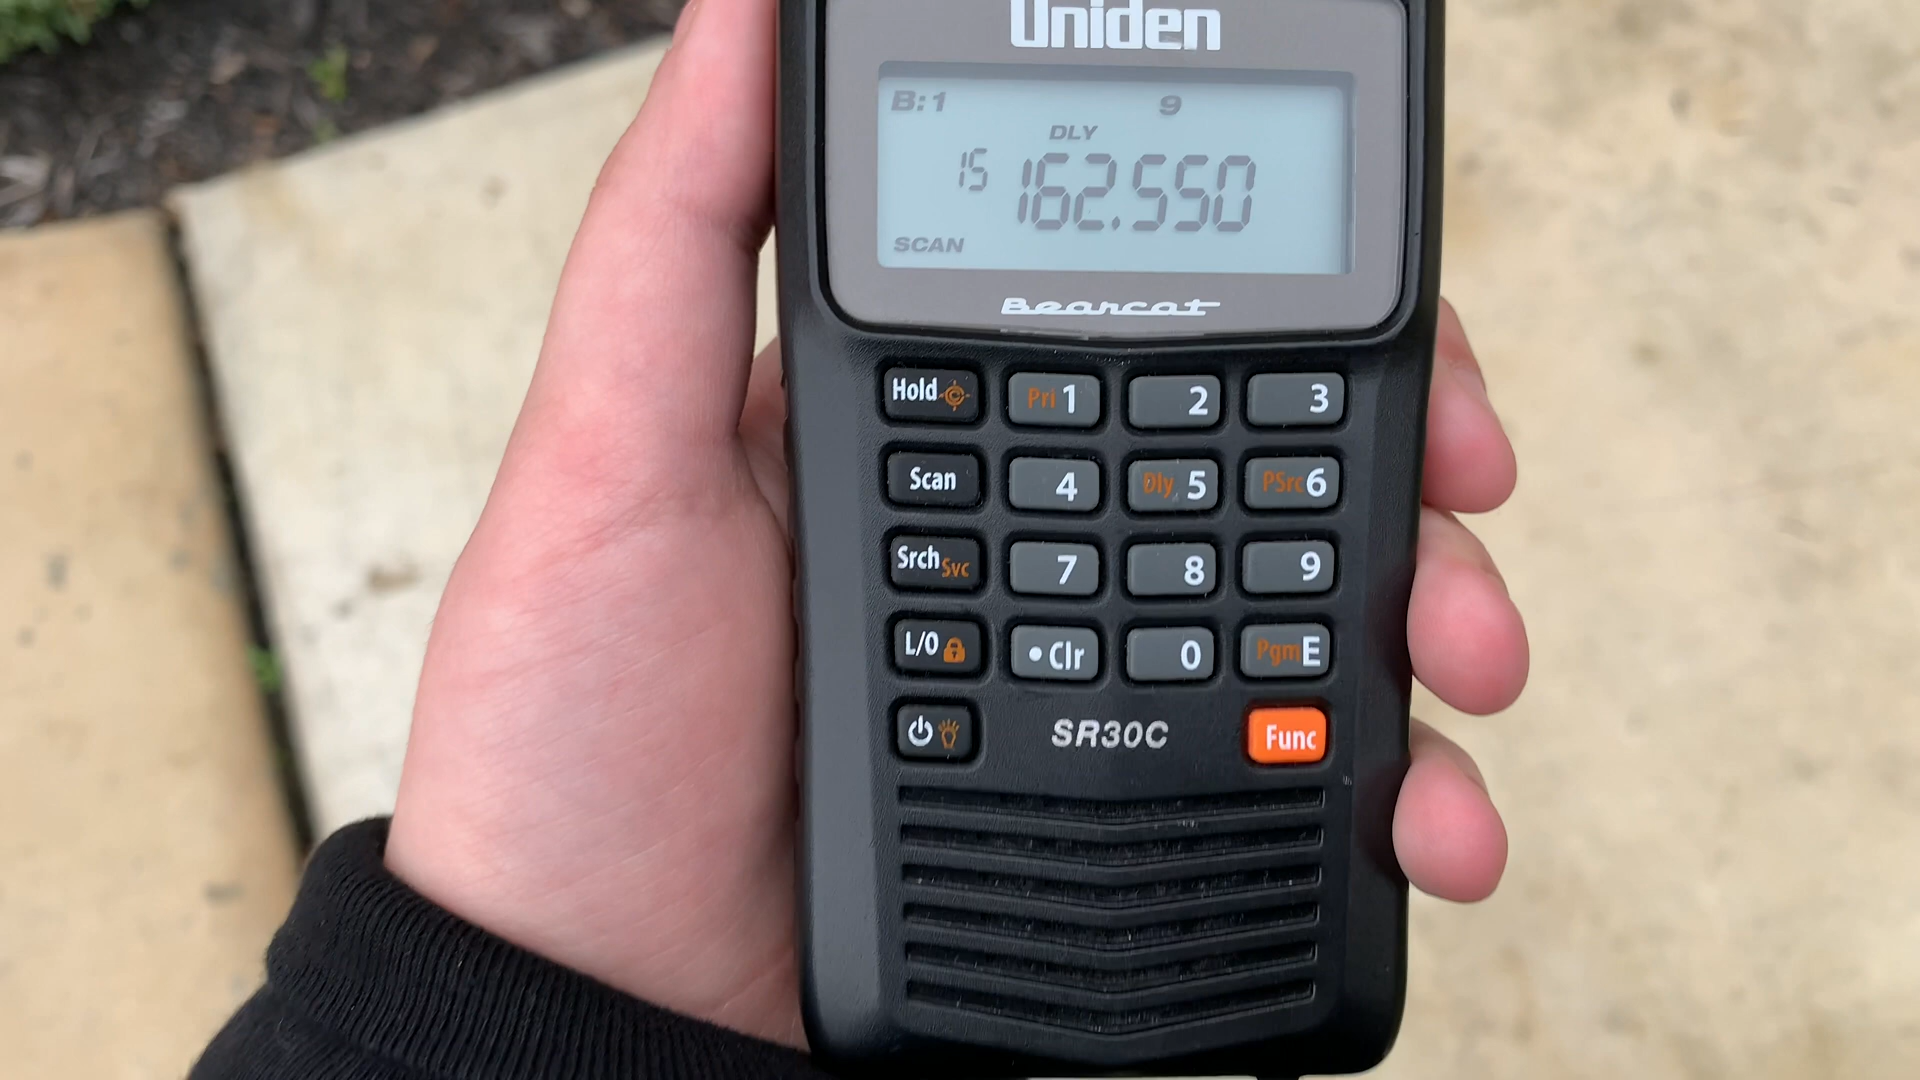 Uniden
B:1 9
DLY
15 162.550
SCAN
Bearcat
Hold Pri 1 2 3
Scan 4 Dly 5 PSrc 6
Srch Svc 7 8 9
L/O •Clr 0 Pgm E
SR30C Func